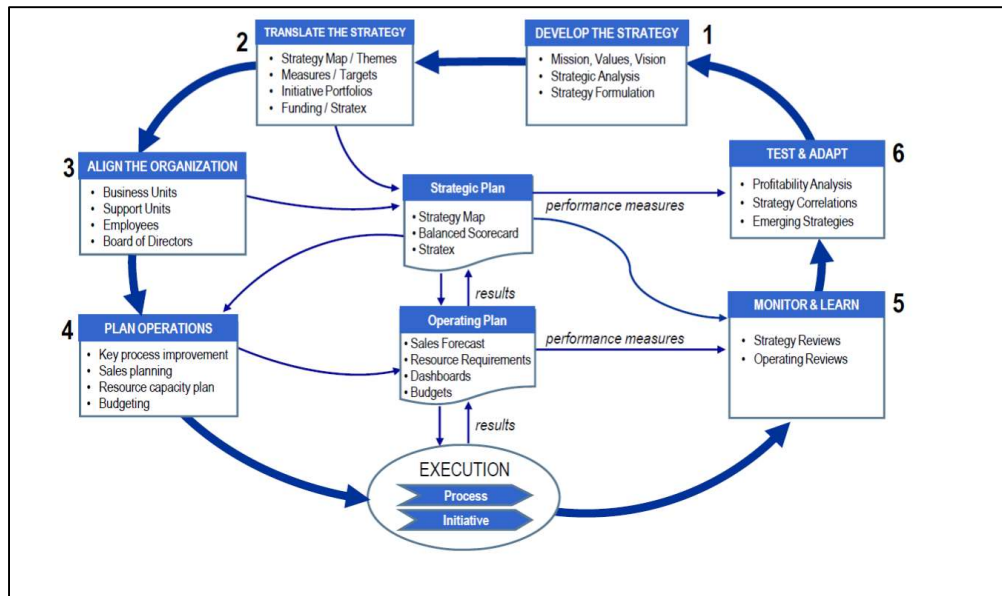 1
DEVELOP THE STRATEGY
• Mission, Values, Vision
• Strategic Analysis
• Strategy Formulation
2
TRANSLATE THE STRATEGY
• Strategy Map / Themes
• Measures / Targets
• Initiative Portfolios
• Funding / Stratex
3
ALIGN THE ORGANIZATION
• Business Units
• Support Units
• Employees
• Board of Directors
Strategic Plan
• Strategy Map
• Balanced Scorecard
• Stratex
performance measures
results
4
PLAN OPERATIONS
• Key process improvement
• Sales planning
• Resource capacity plan
• Budgeting
Operating Plan
• Sales Forecast
• Resource Requirements
• Dashboards
• Budgets
performance measures
results
EXECUTION
Process
Initiative
5
MONITOR & LEARN
• Strategy Reviews
• Operating Reviews
6
TEST & ADAPT
• Profitability Analysis
• Strategy Correlations
• Emerging Strategies